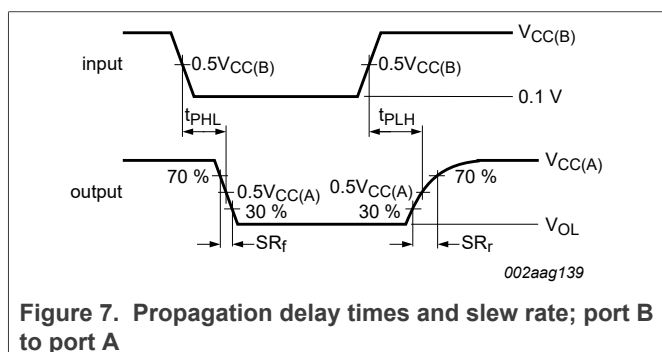 input
V_CC(B)
0.5V_CC(B)
0.5V_CC(B)
0.1 V
t_PHL
t_PLH
V_CC(A)
output
70 %
0.5V_CC(A)
0.5V_CC(A)
70 %
30 %
30 %
V_OL
SR_f
SR_r
002aag139
Figure 7. Propagation delay times and slew rate; port B
to port A